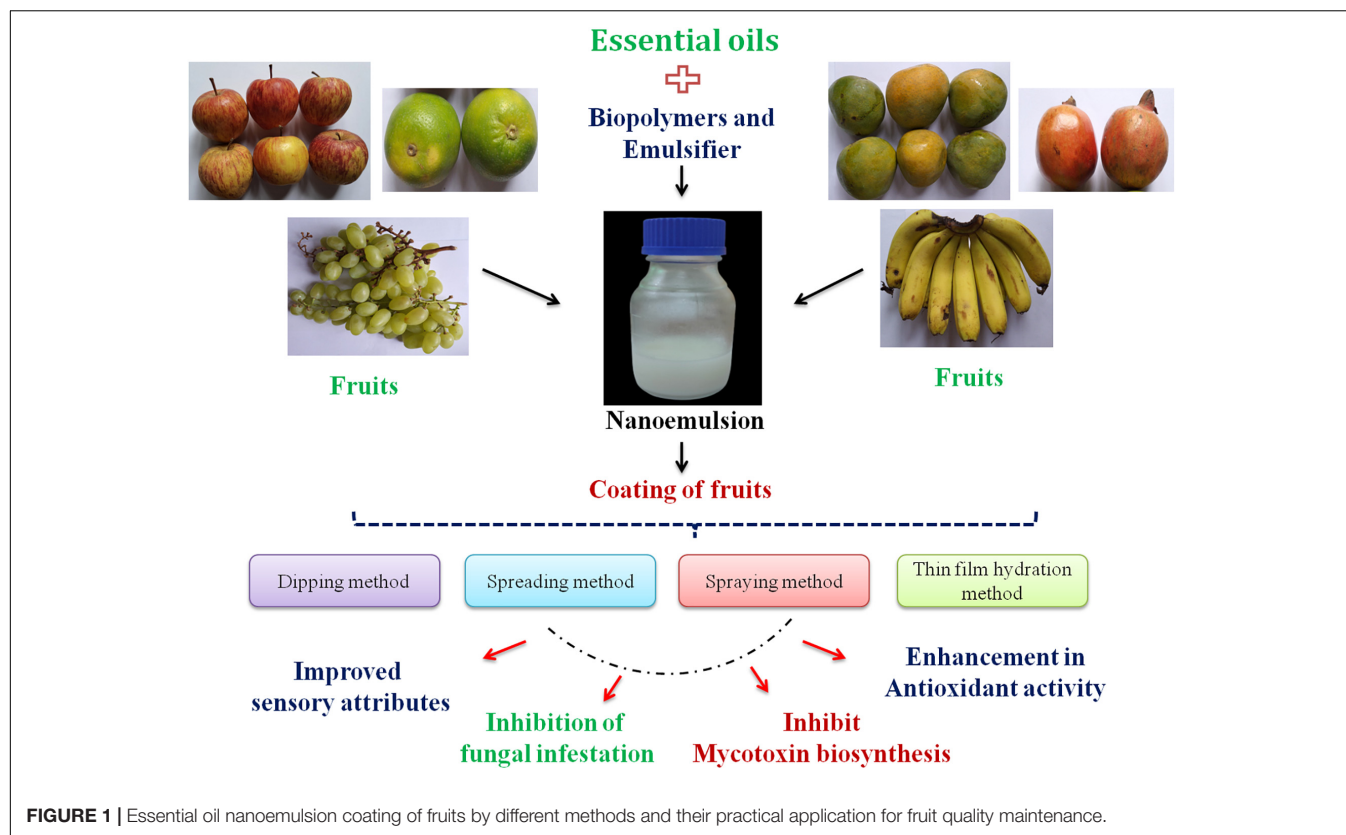 Essential oils
Biopolymers and
Emulsifier
Fruits
Fruits
Nanoemulsion
Coating of fruits
Dipping method
Spreading method
Spraying method
Thin film hydration
method
Improved
sensory attributes
Inhibition of
fungal infestation
Inhibit
Mycotoxin biosynthesis
Enhancement in
Antioxidant activity
FIGURE 1 | Essential oil nanoemulsion coating of fruits by different methods and their practical application for fruit quality maintenance.